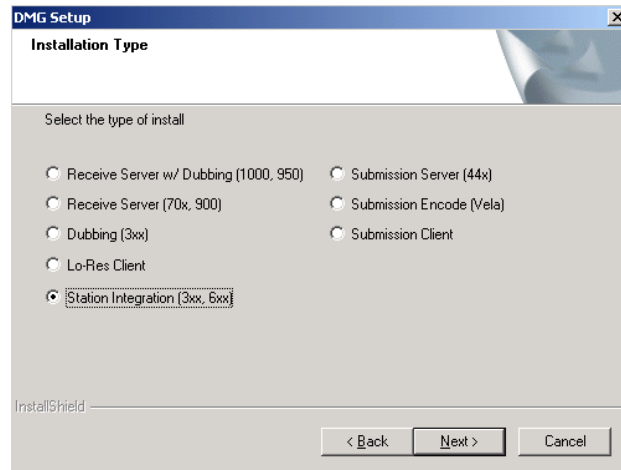 DMG Setup
Installation Type
Select the type of install
Receive Server w/ Dubbing (1000, 950)
Receive Server (70x, 900)
Dubbing (3xx)
Lo-Res Client
Station Integration (3xx, 6xx)
Submission Server (44x)
Submission Encode (Vela)
Submission Client
InstallShield
< Back
Next >
Cancel